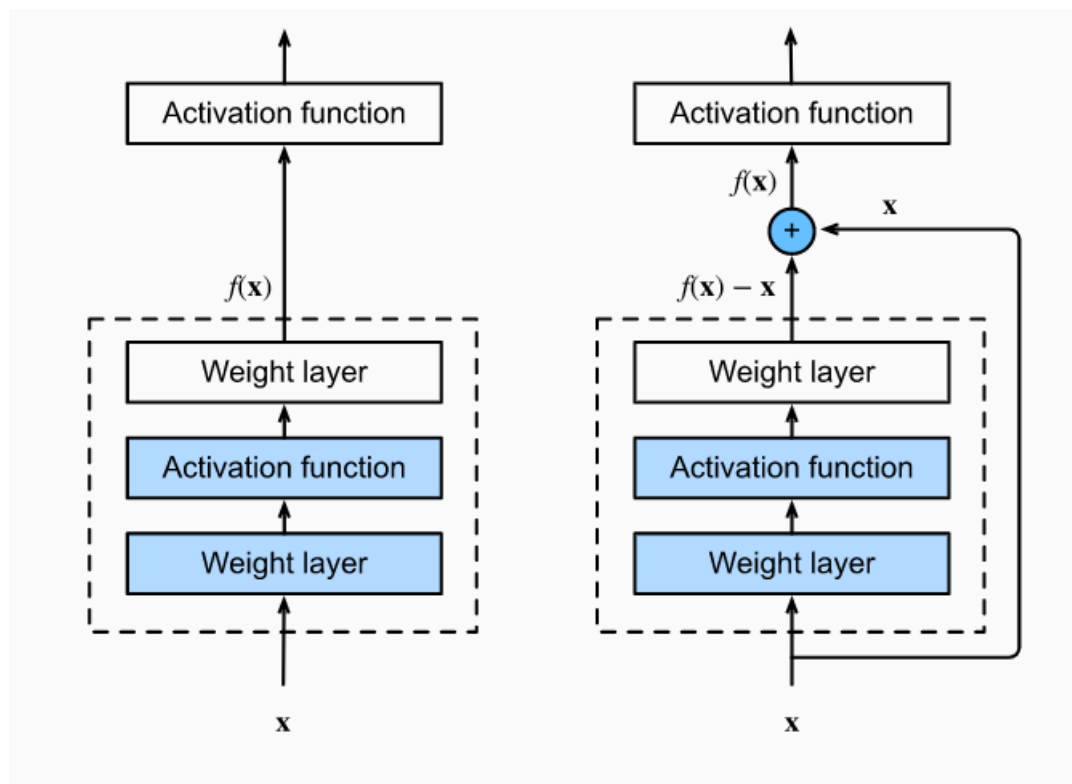 Activation function
f(x)
Weight layer
Activation function
Weight layer
x
Activation function
f(x)
x
+
f(x) − x
Weight layer
Activation function
Weight layer
x